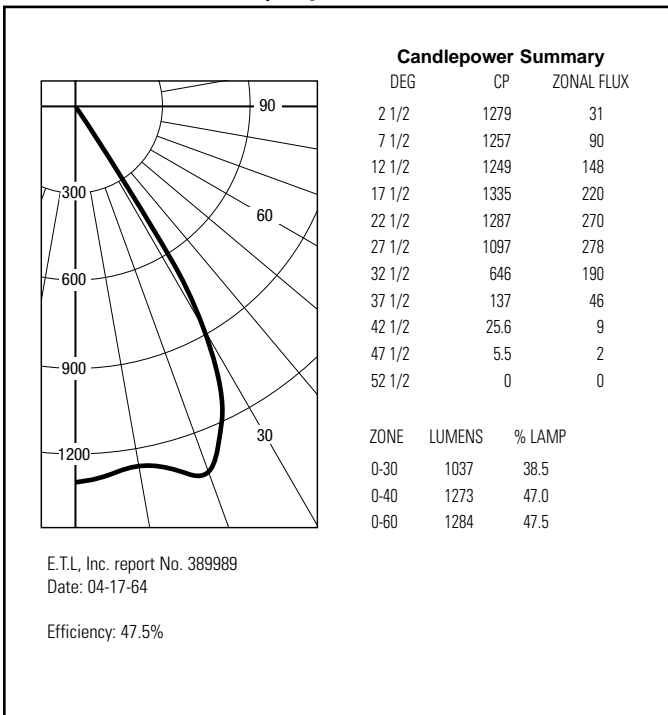 90
300
60
600
900
30
1200
Candlepower Summary
DEG CP ZONAL FLUX
2 1/2 1279 31
7 1/2 1257 90
12 1/2 1249 148
17 1/2 1335 220
22 1/2 1287 270
27 1/2 1097 278
32 1/2 646 190
37 1/2 137 46
42 1/2 25.6 9
47 1/2 5.5 2
52 1/2 0 0
ZONE LUMENS % LAMP
0-30 1037 38.5
0-40 1273 47.0
0-60 1284 47.5
E.T.L, Inc. report No. 389989
Date: 04-17-64
Efficiency: 47.5%